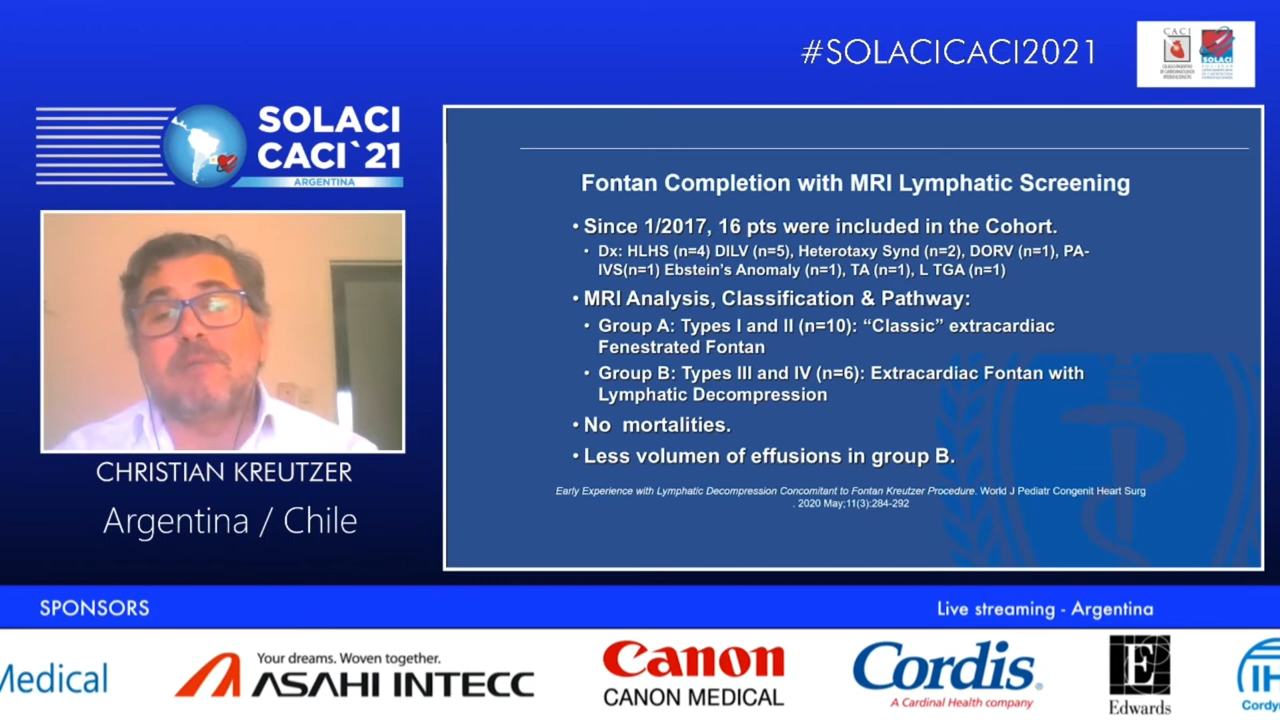 #SOLACICACI2021
CACI
SOLACI
SOLACI
CACI`21
ARGENTINA
Fontan Completion with MRI Lymphatic Screening
• Since 1/2017, 16 pts were included in the Cohort.
• Dx: HLHS (n=4) DILV (n=5), Heterotaxy Synd (n=2), DORV (n=1), PA-
IVS(n=1) Ebstein's Anomaly (n=1), TA (n=1), L TGA (n=1)
• MRI Analysis, Classification & Pathway:
• Group A: Types I and II (n=10): “Classic” extracardiac
Fenestrated Fontan
• Group B: Types III and IV (n=6): Extracardiac Fontan with
Lymphatic Decompression
• No mortalities.
• Less volumen of effusions in group B.
Early Experience with Lymphatic Decompression Concomitant to Fontan Kreutzer Procedure. World J Pediatr Congenit Heart Surg
. 2020 May;11(3):284-292
CHRISTIAN KREUTZER
Argentina / Chile
SPONSORS
Live streaming - Argentina
Medical
Your dreams. Woven together.
ASAHI INTECC
Canon
CANON MEDICAL
Cordis.
A Cardinal Health company
E
Edwards
IH
Cordy